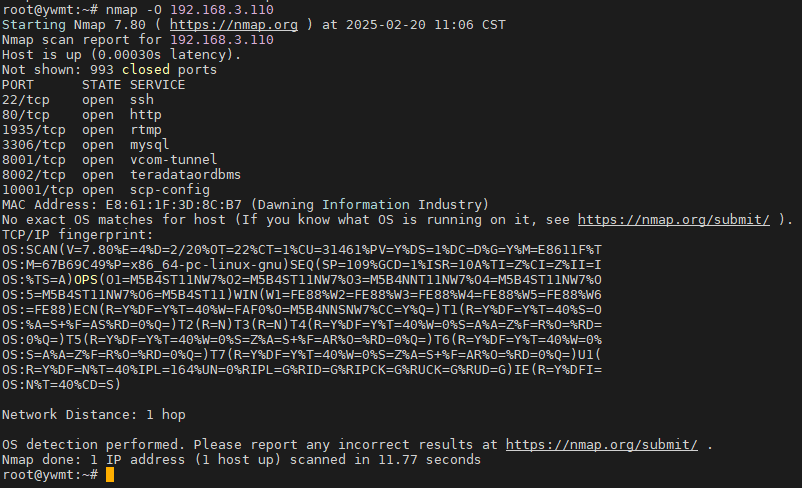 root@ywmt:~# nmap -O 192.168.3.110
Starting Nmap 7.80 ( https://nmap.org ) at 2025-02-20 11:06 CST
Nmap scan report for 192.168.3.110
Host is up (0.00030s latency).
Not shown: 993 closed ports
PORT      STATE SERVICE
22/tcp    open  ssh
80/tcp    open  http
1935/tcp  open  rtmp
3306/tcp  open  mysql
8001/tcp  open  vcom-tunnel
8002/tcp  open  teradataordbms
10001/tcp open  scp-config
MAC Address: E8:61:1F:3D:8C:B7 (Dawning Information Industry)
No exact OS matches for host (If you know what OS is running on it, see https://nmap.org/submit/ ).
TCP/IP fingerprint:
OS:SCAN(V=7.80%E=4%D=2/20%OT=22%CT=1%CU=31461%PV=Y%DS=1%DC=D%G=Y%M=E8611F%T
OS:M=67B69C49%P=x86_64-pc-linux-gnu)SEQ(SP=109%GCD=1%ISR=10A%TI=Z%CI=Z%II=I
OS:%TS=A)OPS(O1=M5B4ST11NW7%O2=M5B4ST11NW7%O3=M5B4NNT11NW7%O4=M5B4ST11NW7%O
OS:5=M5B4ST11NW7%O6=M5B4ST11)WIN(W1=FE88%W2=FE88%W3=FE88%W4=FE88%W5=FE88%W6
OS:=FE88)ECN(R=Y%DF=Y%T=40%W=FAF0%O=M5B4NNSNW7%CC=Y%Q=)T1(R=Y%DF=Y%T=40%S=O
OS:%A=S+%F=AS%RD=0%Q=)T2(R=N)T3(R=N)T4(R=Y%DF=Y%T=40%W=0%S=A%A=Z%F=R%O=%RD=
OS:0%Q=)T5(R=Y%DF=Y%T=40%W=0%S=Z%A=S+%F=AR%O=%RD=0%Q=)T6(R=Y%DF=Y%T=40%W=0%
OS:S=A%A=Z%F=R%O=%RD=0%Q=)T7(R=Y%DF=Y%T=40%W=0%S=Z%A=S+%F=AR%O=%RD=0%Q=)U1(
OS:R=Y%DF=N%T=40%IPL=164%UN=0%RIPL=G%RID=G%RIPCK=G%RUCK=G%RUD=G)IE(R=Y%DFI=
OS:N%T=40%CD=S)
Network Distance: 1 hop
OS detection performed. Please report any incorrect results at https://nmap.org/submit/ .
Nmap done: 1 IP address (1 host up) scanned in 11.77 seconds
root@ywmt:~#